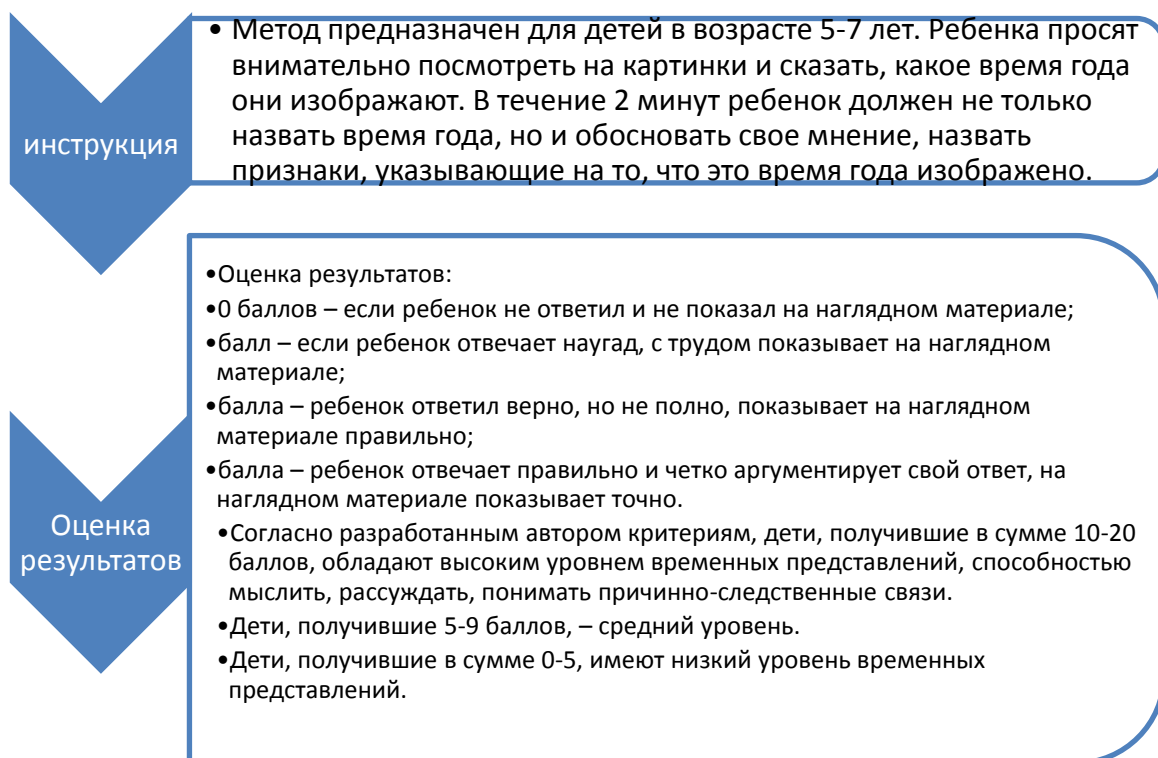 инструкция
• Метод предназначен для детей в возрасте 5-7 лет. Ребенка просят
внимательно посмотреть на картинки и сказать, какое время года
они изображают. В течение 2 минут ребенок должен не только
назвать время года, но и обосновать свое мнение, назвать
признаки, указывающие на то, что это время года изображено.
Оценка
результатов
•Оценка результатов:
•0 баллов – если ребенок не ответил и не показал на наглядном материале;
•балл – если ребенок отвечает наугад, с трудом показывает на наглядном
материале;
•балла – ребенок ответил верно, но не полно, показывает на наглядном
материале правильно;
•балла – ребенок отвечает правильно и четко аргументирует свой ответ, на
наглядном материале показывает точно.
•Согласно разработанным автором критериям, дети, получившие в сумме 10-20
баллов, обладают высоким уровнем временных представлений, способностью
мыслить, рассуждать, понимать причинно-следственные связи.
•Дети, получившие 5-9 баллов, – средний уровень.
•Дети, получившие в сумме 0-5, имеют низкий уровень временных
представлений.